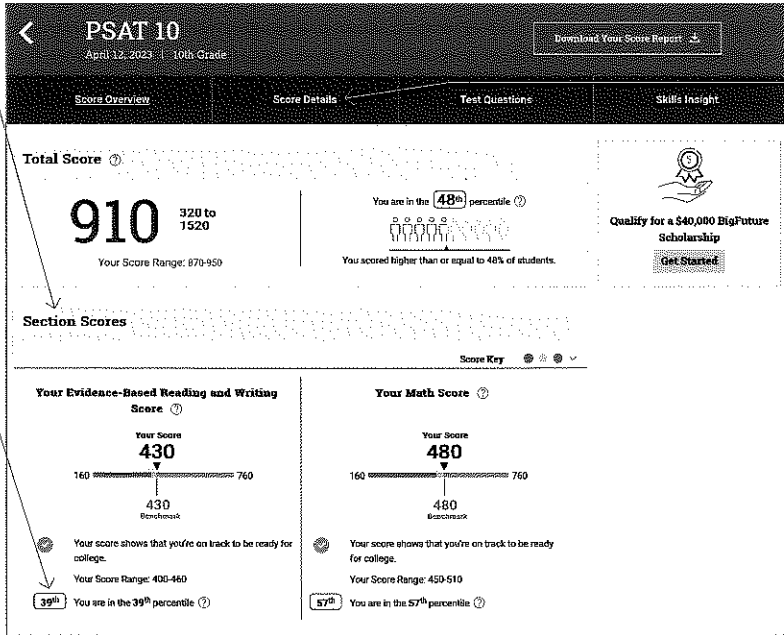 PSAT 10
April 12, 2023 | 10th Grade
Download Your Score Report
Score Overview Score Details Test Questions Skills Insight
Total Score ?
910 320 to 1520
Your Score Range: 870-950
You are in the 48th percentile ?
You scored higher than or equal to 48% of students.
Qualify for a $40,000 BigFuture
Scholarship
Get Started
Section Scores
Score Key
Your Evidence-Based Reading and Writing
Score ?
Your Score
430
160 760
430
Benchmark
Your score shows that you're on track to be ready for
college.
Your Score Range: 400-460
39th You are in the 39th percentile ?
Your Math Score ?
Your Score
480
160 760
480
Benchmark
Your score shows that you're on track to be ready
for college.
Your Score Range: 450-510
57th You are in the 57th percentile ?